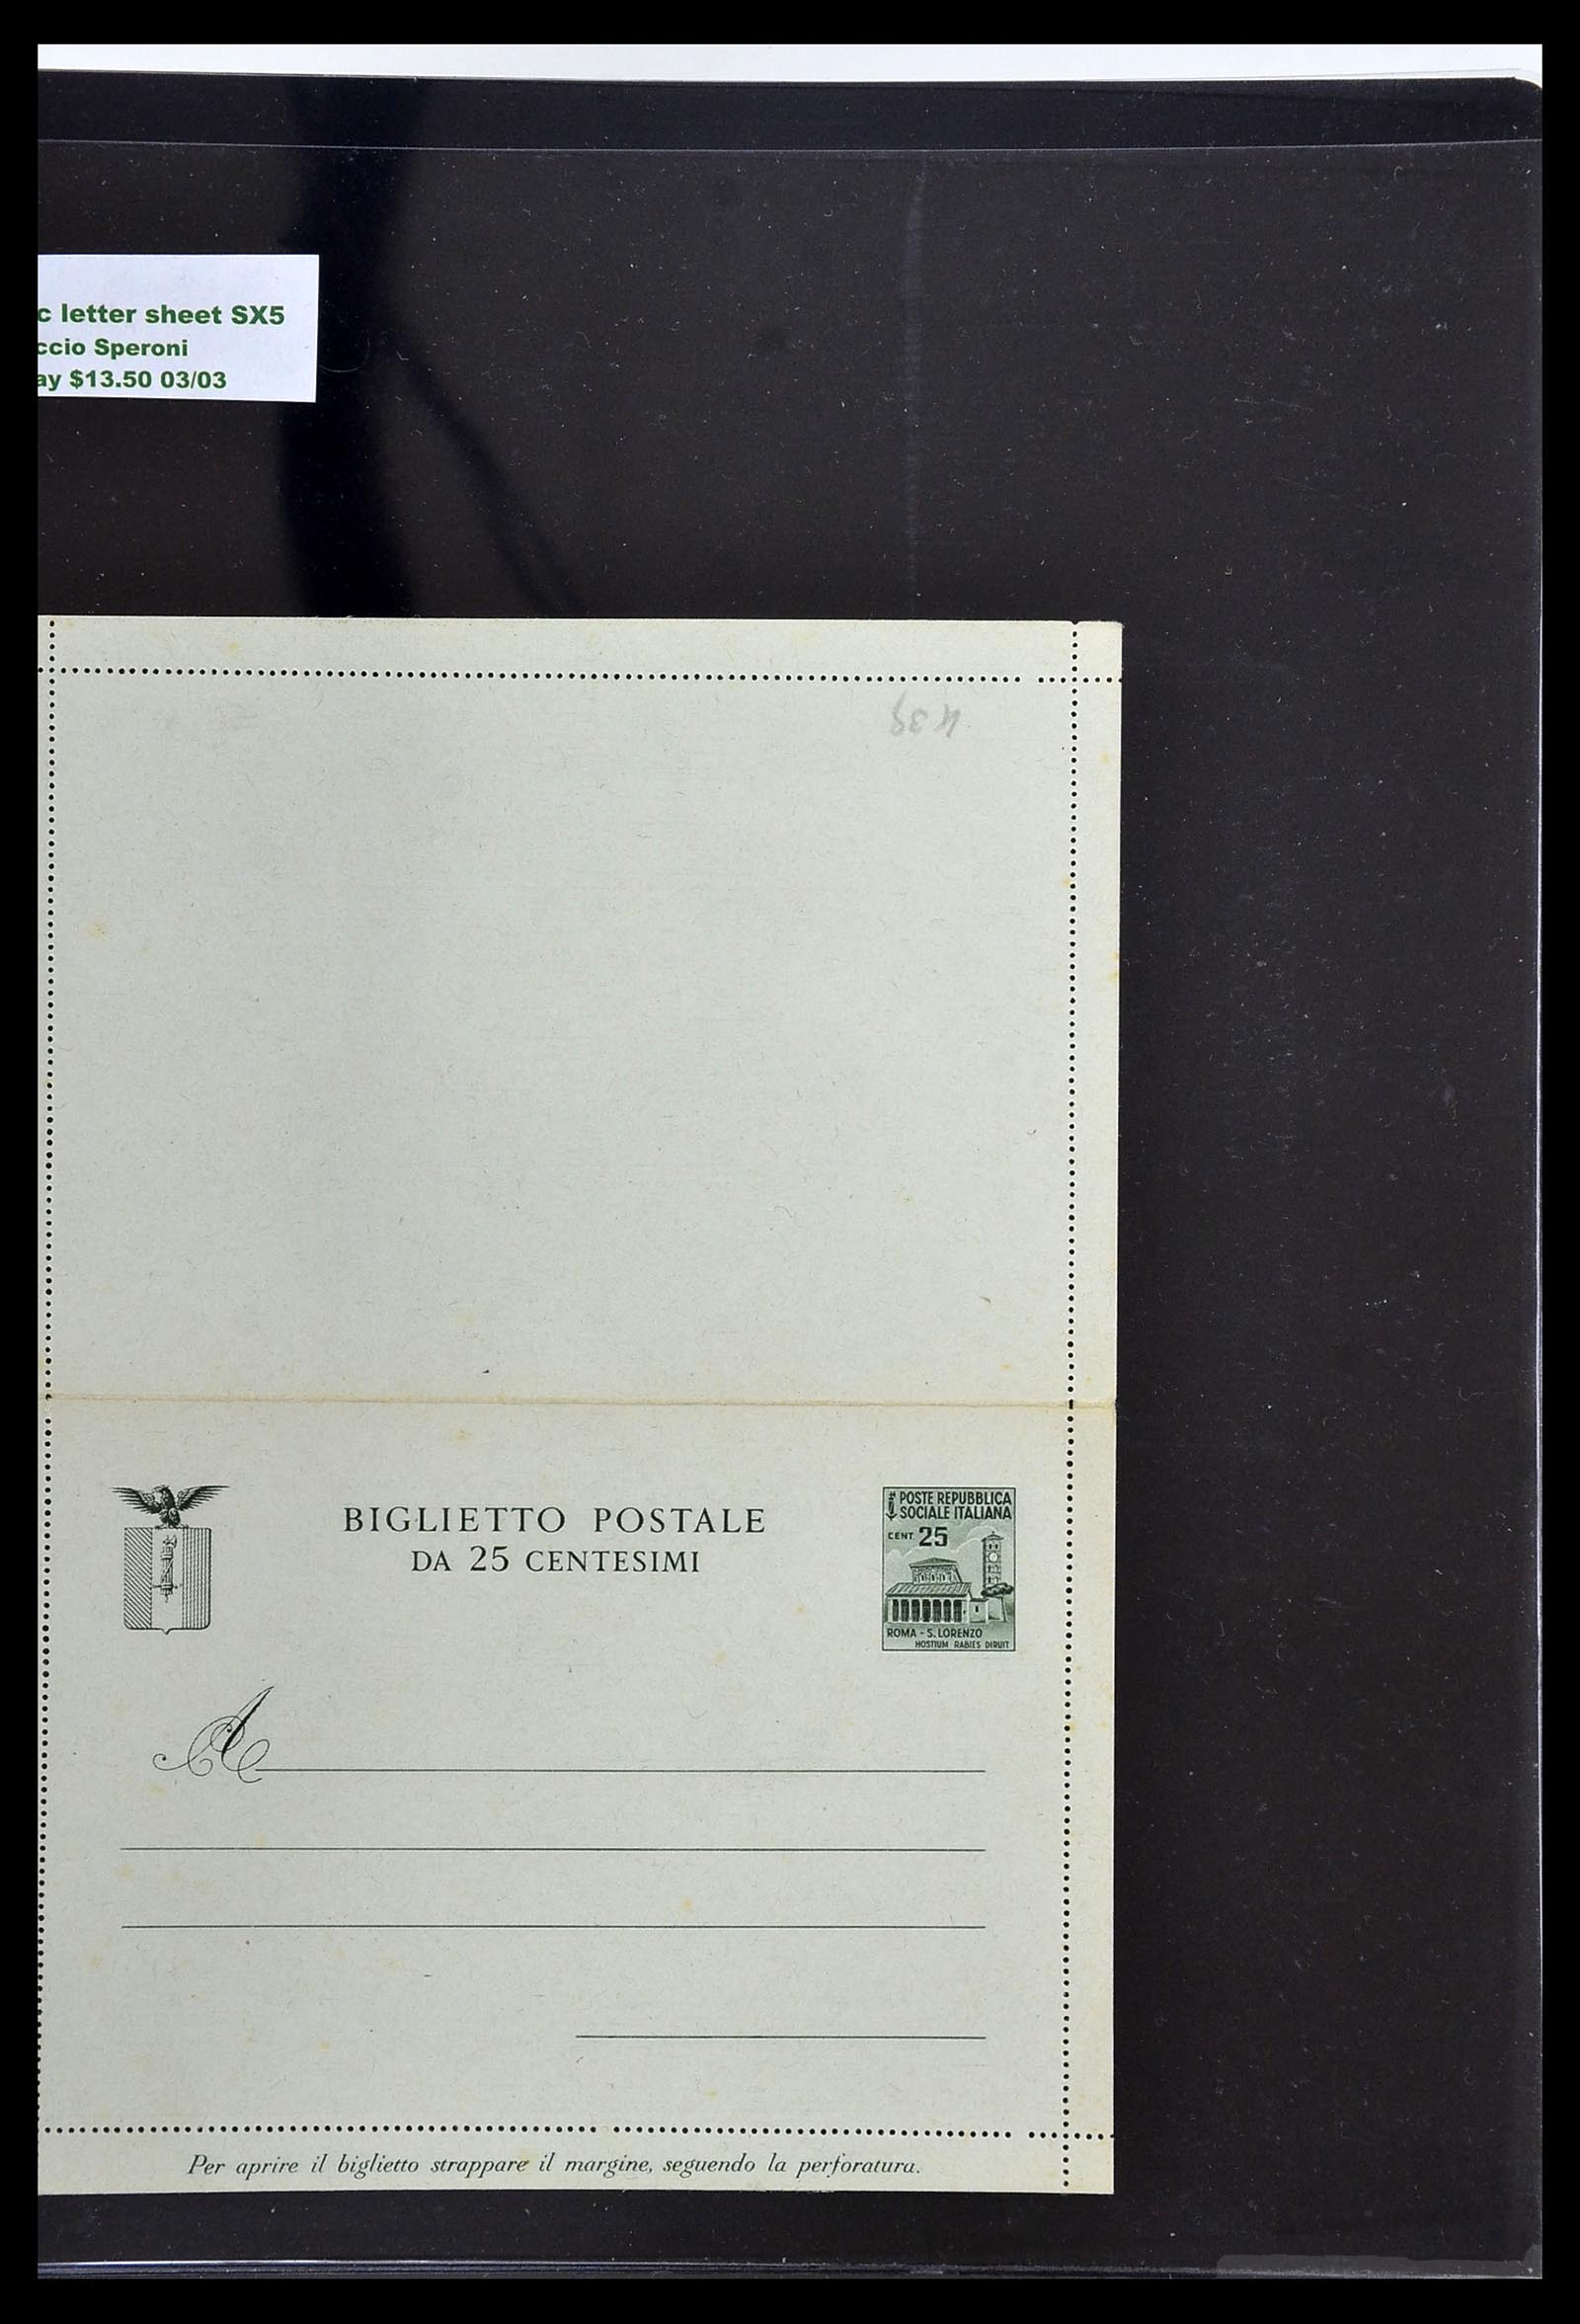 c letter sheet SX5
ccio Speroni
ay $13.50 03/03
439
BIGLIETTO POSTALE
DA 25 CENTESIMI
POSTE REPUBBLICA
SOCIALE ITALIANA
CENT 25
ROMA - S. LORENZO
HOSTIUM RABIES DIRUIT
A
Per aprire il biglietto strappare il margine, seguendo la perforatura.